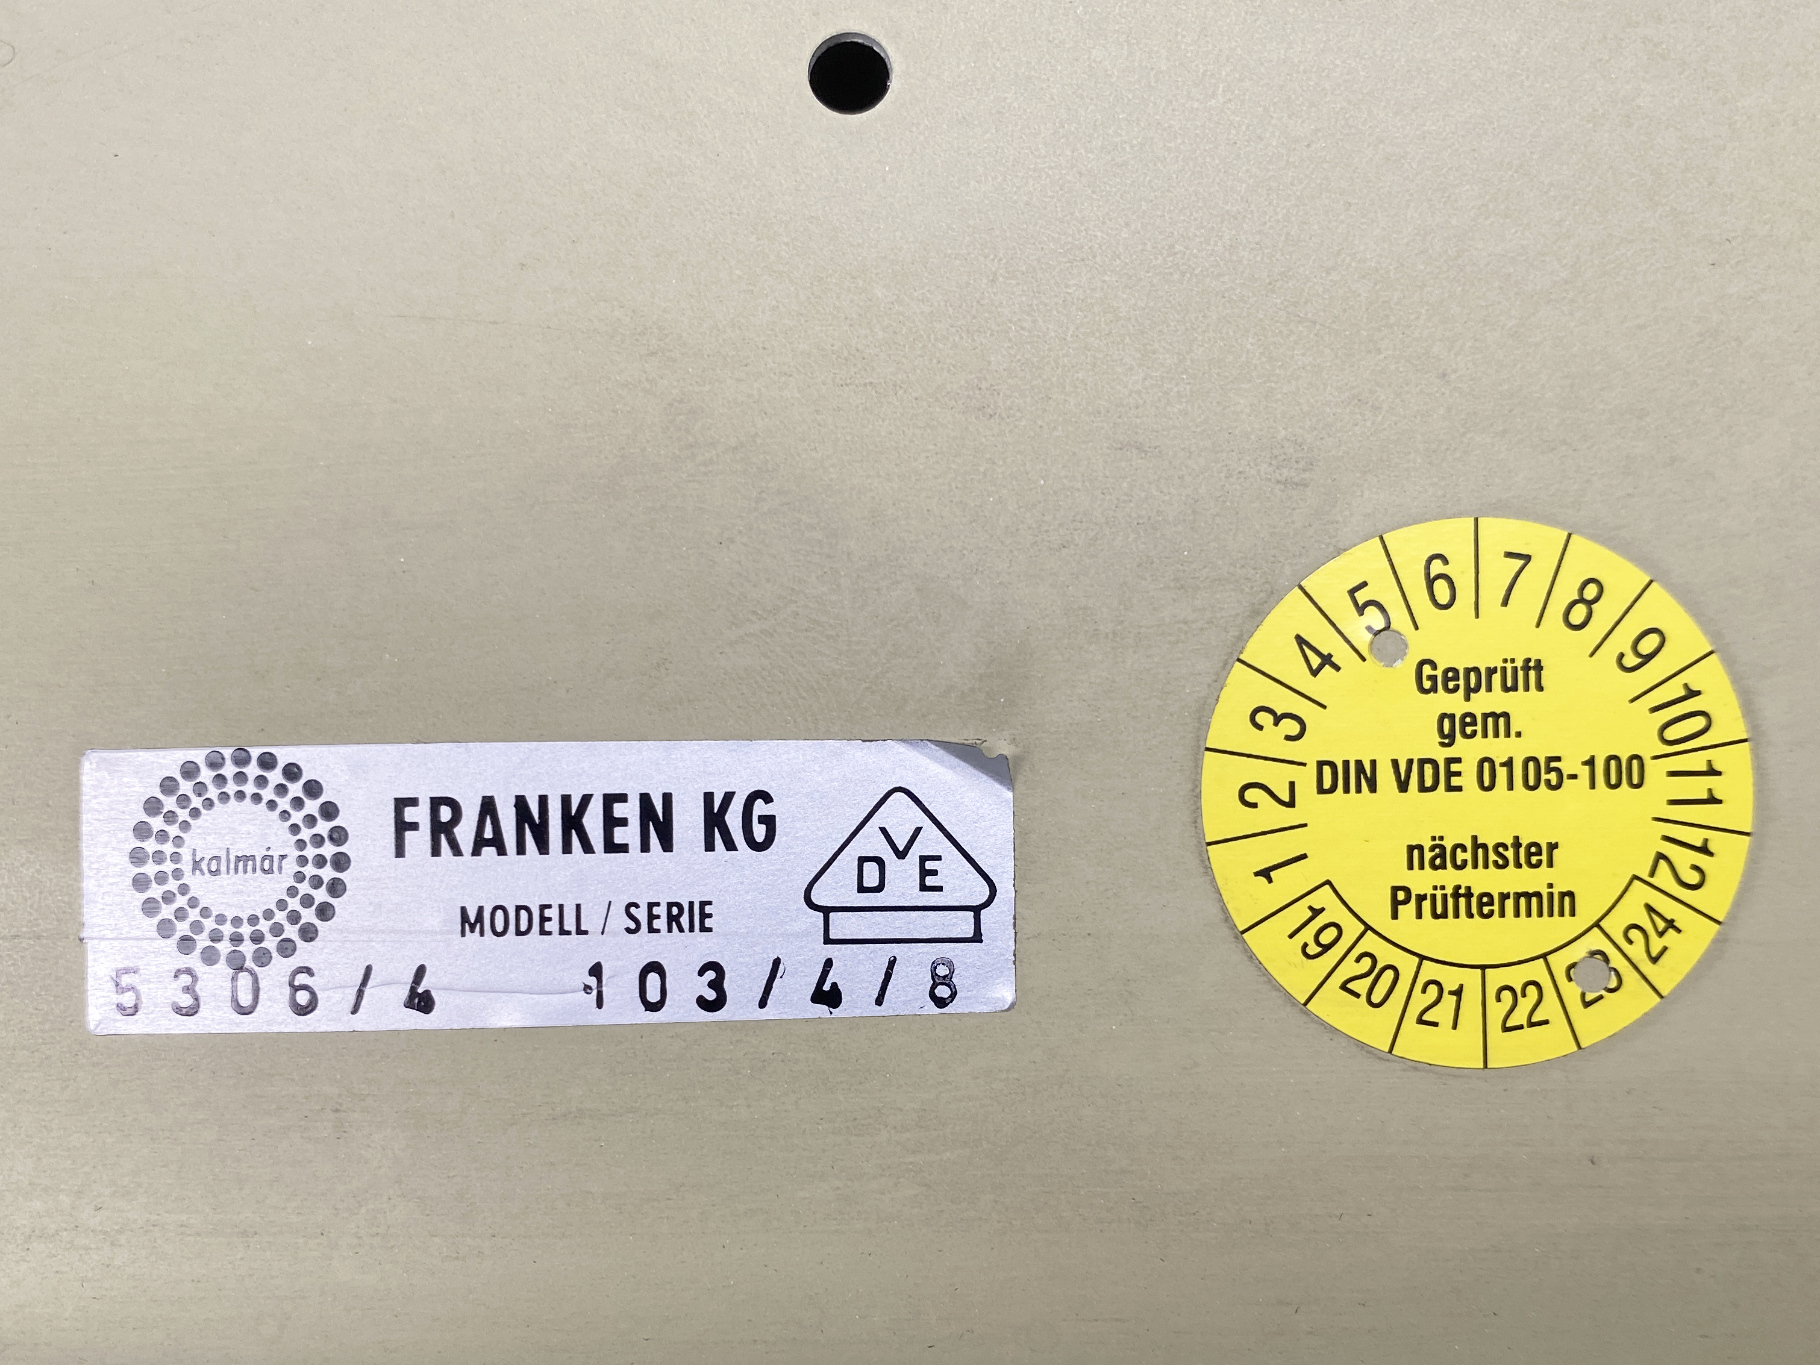 kalmár
FRANKEN KG
V
D E
MODELL / SERIE
5306/4 103/4/8
1 2 3 4 5 6 7 8 9 10 11 12
Geprüft
gem.
DIN VDE 0105-100
nächster
Prüftermin
19 20 21 22 23 24